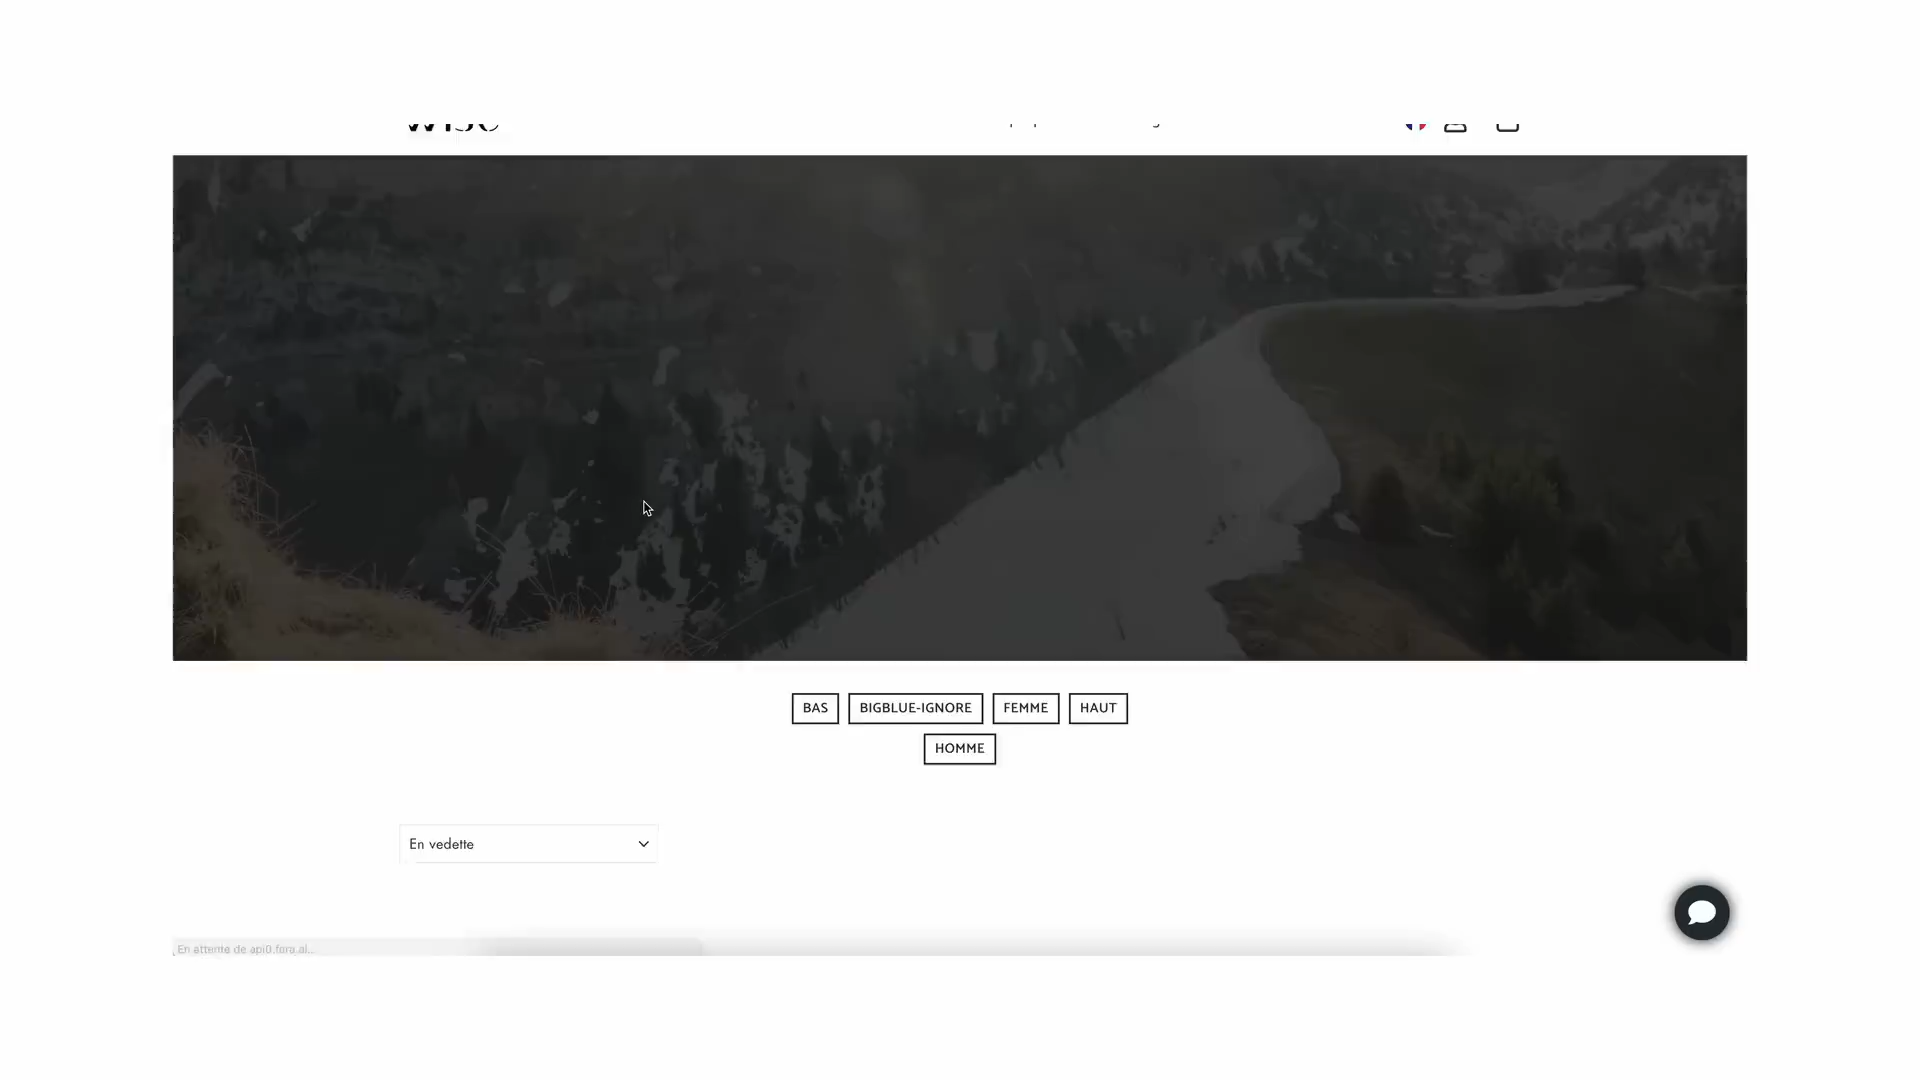 BAS BIGBLUE-IGNORE FEMME HAUT
HOMME
En vedette
En attente de api0.fera.ai...